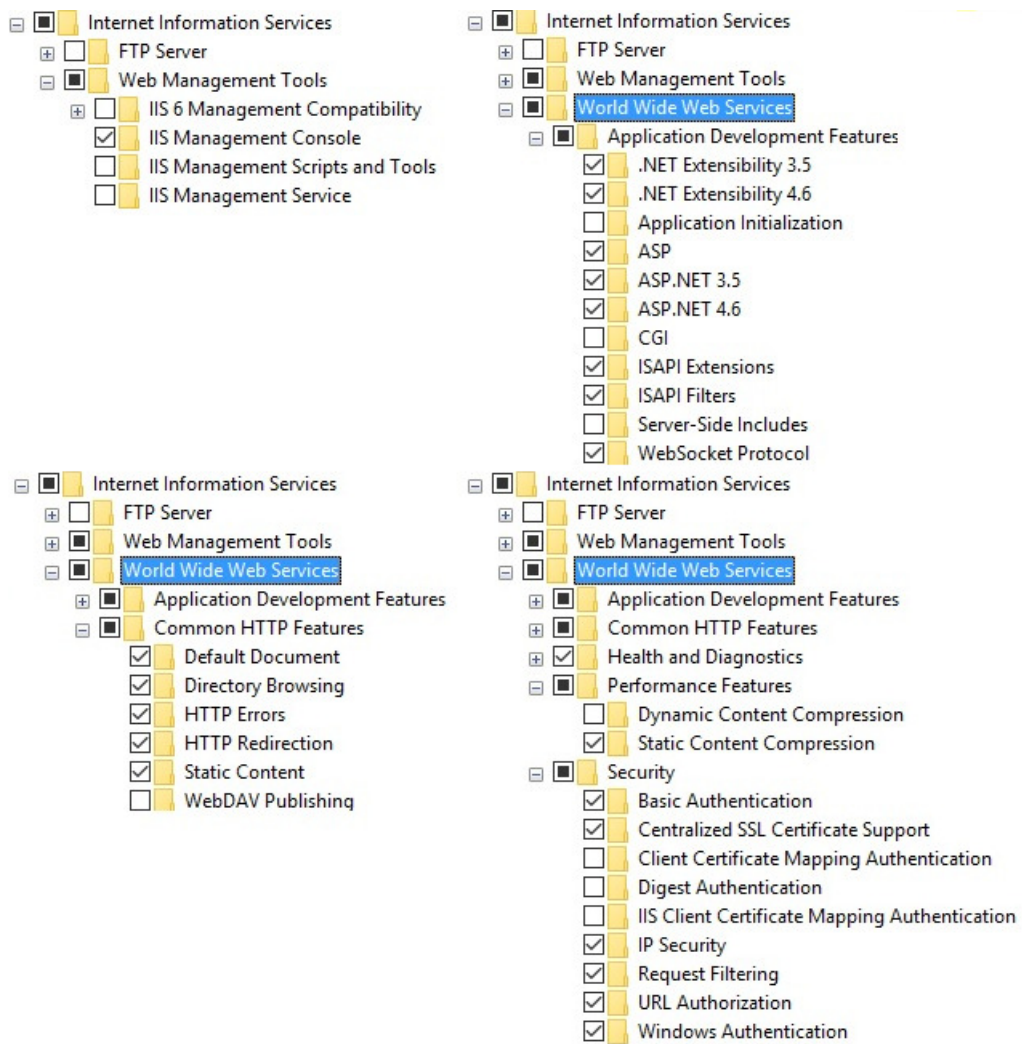 Internet Information Services
FTP Server
Web Management Tools
IIS 6 Management Compatibility
IIS Management Console
IIS Management Scripts and Tools
IIS Management Service
Internet Information Services
FTP Server
Web Management Tools
World Wide Web Services
Application Development Features
.NET Extensibility 3.5
.NET Extensibility 4.6
Application Initialization
ASP
ASP.NET 3.5
ASP.NET 4.6
CGI
ISAPI Extensions
ISAPI Filters
Server-Side Includes
WebSocket Protocol
Internet Information Services
FTP Server
Web Management Tools
World Wide Web Services
Application Development Features
Common HTTP Features
Default Document
Directory Browsing
HTTP Errors
HTTP Redirection
Static Content
WebDAV Publishing
Internet Information Services
FTP Server
Web Management Tools
World Wide Web Services
Application Development Features
Common HTTP Features
Health and Diagnostics
Performance Features
Dynamic Content Compression
Static Content Compression
Security
Basic Authentication
Centralized SSL Certificate Support
Client Certificate Mapping Authentication
Digest Authentication
IIS Client Certificate Mapping Authentication
IP Security
Request Filtering
URL Authorization
Windows Authentication